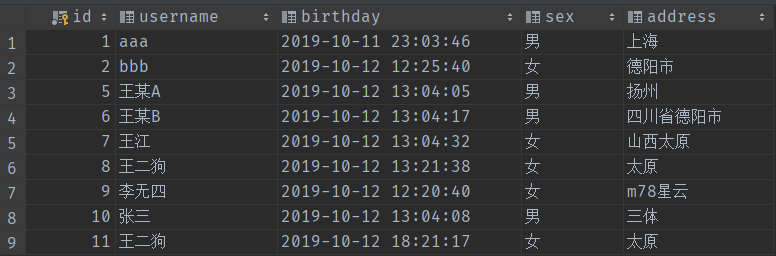 id username birthday sex address
1 1 aaa 2019-10-11 23:03:46 男 上海
2 2 bbb 2019-10-12 12:25:40 女 德阳市
3 5 王某A 2019-10-12 13:04:05 男 扬州
4 6 王某B 2019-10-12 13:04:17 男 四川省德阳市
5 7 王江 2019-10-12 13:04:32 女 山西太原
6 8 王二狗 2019-10-12 13:21:38 女 太原
7 9 李无四 2019-10-12 12:20:40 女 m78星云
8 10 张三 2019-10-12 13:04:08 男 三体
9 11 王二狗 2019-10-12 18:21:17 女 太原